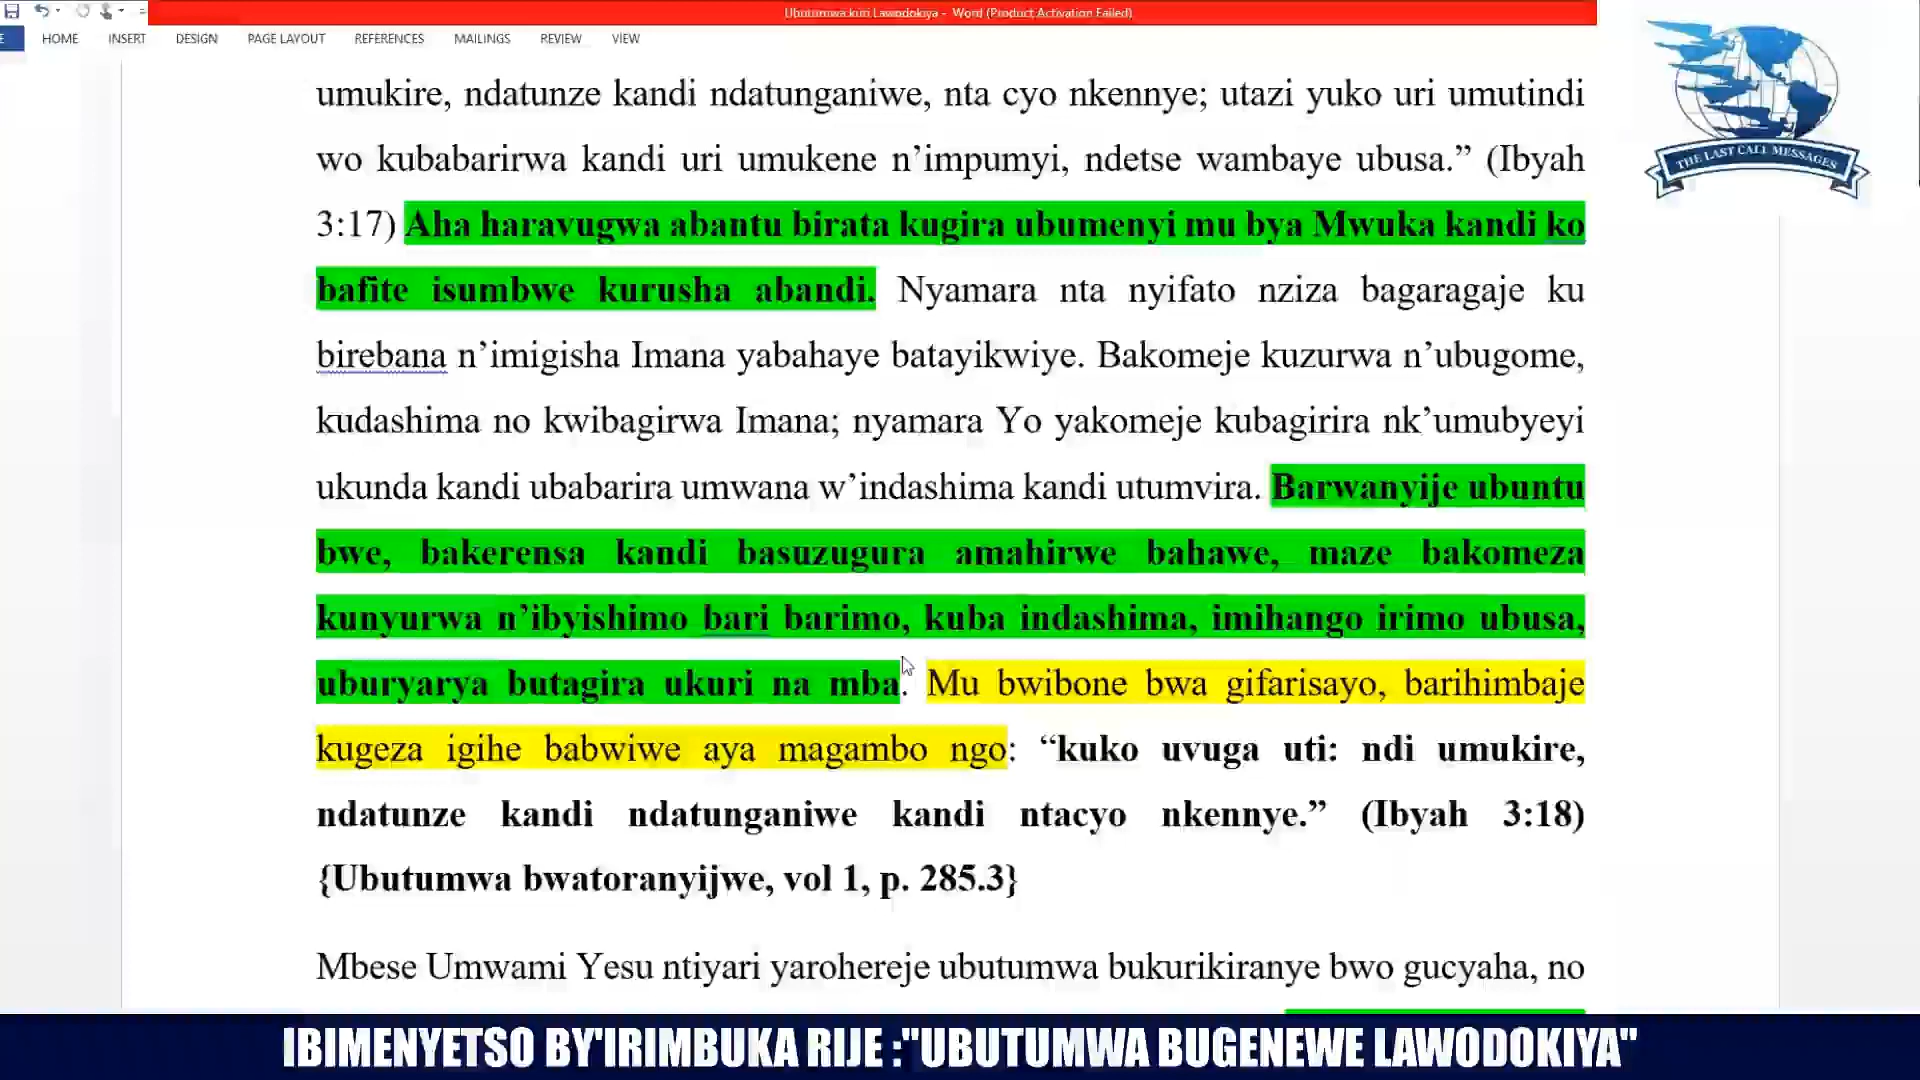 Ubutumwa kuri Lawodokiya - Word (Product Activation Failed)
HOME INSERT DESIGN PAGE LAYOUT REFERENCES MAILINGS REVIEW VIEW
THE LAST CALL MESSAGES
umukire, ndatunze kandi ndatunganiwe, nta cyo nkennye; utazi yuko uri umutindi
wo kubabarirwa kandi uri umukene n’impumyi, ndetse wambaye ubusa.” (Ibyah
3:17) Aha haravugwa abantu birata kugira ubumenyi mu bya Mwuka kandi ko
bafite isumbwe kurusha abandi. Nyamara nta nyifato nziza bagaragaje ku
birebana n’imigisha Imana yabahaye batayikwiye. Bakomeje kuzurwa n’ubugome,
kudashima no kwibagirwa Imana; nyamara Yo yakomeje kubagirira nk’umubyeyi
ukunda kandi ubabarira umwana w’indashima kandi utumvira. Barwanyije ubuntu
bwe, bakerensa kandi basuzugura amahirwe bahawe, maze bakomeza
kunyurwa n’ibyishimo bari barimo, kuba indashima, imihango irimo ubusa,
uburyarya butagira ukuri na mba. Mu bwibone bwa gifarisayo, barihimbaje
kugeza igihe babwiwe aya magambo ngo: “kuko uvuga uti: ndi umukire,
ndatunze kandi ndatunganiwe kandi ntacyo nkennye.” (Ibyah 3:18)
{Ubutumwa bwatoranyijwe, vol 1, p. 285.3}
Mbese Umwami Yesu ntiyari yarohereje ubutumwa bukurikiranye bwo gucyaha, no
IBIMENYETSO BY'IRIMBUKA RIJE :"UBUTUMWA BUGENEWE LAWODOKIYA"